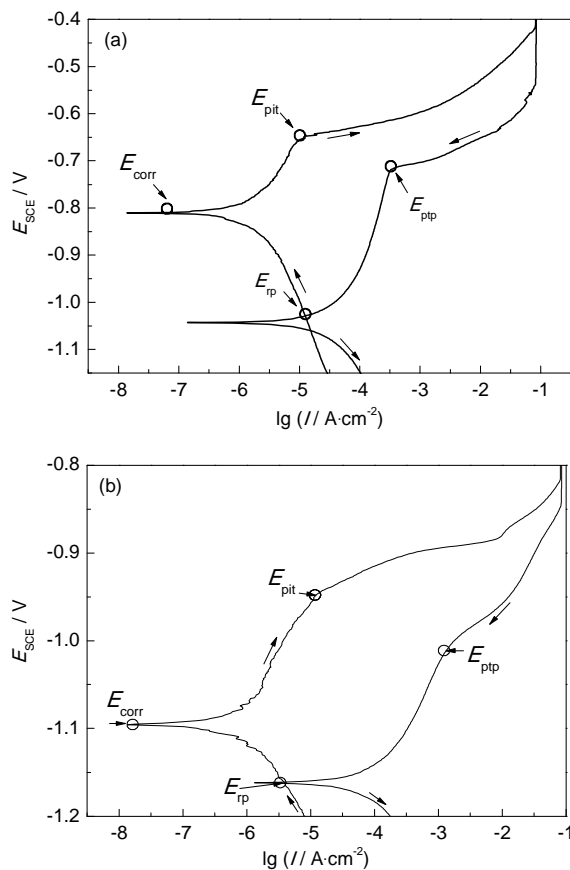 (a)
-0.4
-0.5
-0.6
-0.7
-0.8
-0.9
-1.0
-1.1
E_SCE / V
E_pit
E_corr
E_ptp
E_rp
-8 -7 -6 -5 -4 -3 -2 -1
lg (I / A·cm⁻²)
(b)
-0.8
-0.9
-1.0
-1.1
-1.2
E_SCE / V
E_pit
E_ptp
E_corr
E_rp
-8 -7 -6 -5 -4 -3 -2 -1
lg (I / A·cm⁻²)